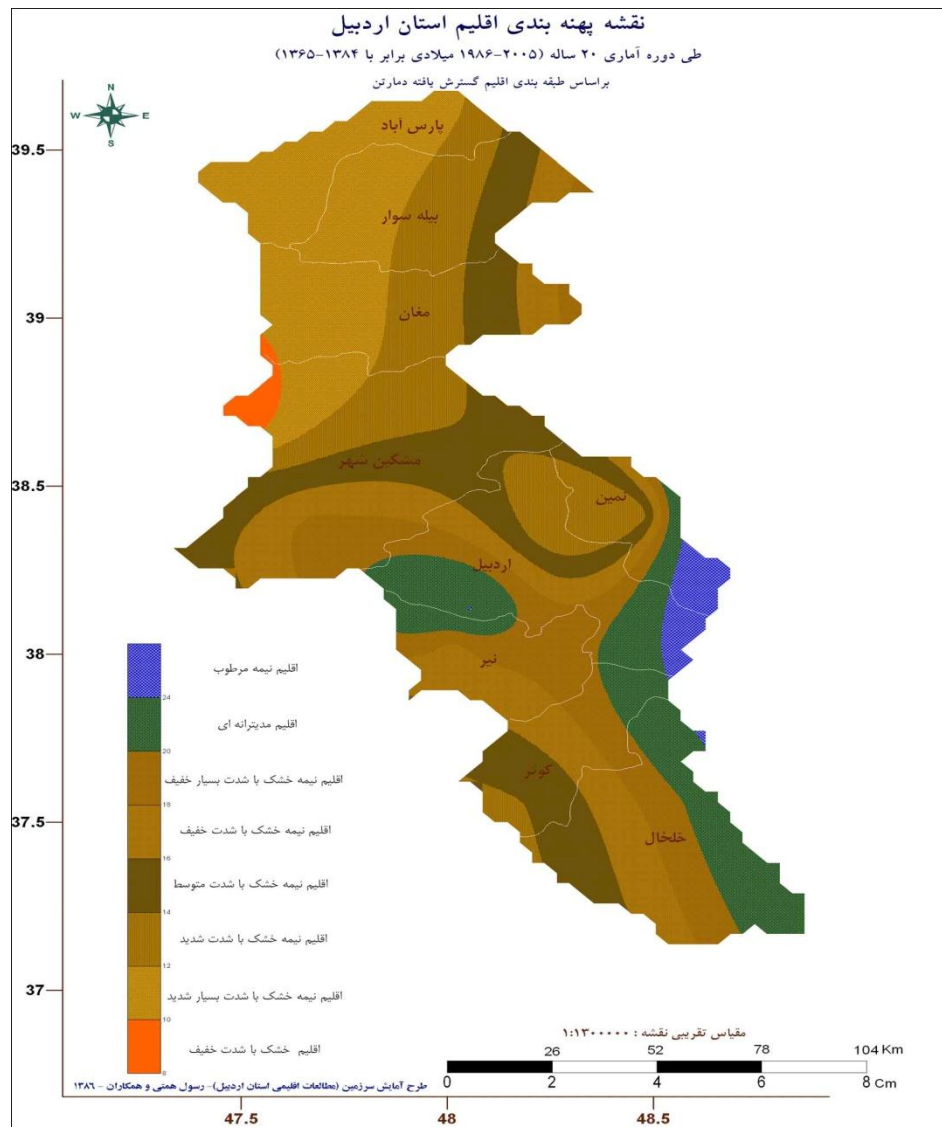 نقشه پهنه بندی اقلیم استان اردبیل
طی دوره آماری ۲۰ ساله (۲۰۰۵-۱۹۸۶ میلادی برابر با ۱۳۸۴-۱۳۶۵)
براساس طبقه بندی اقلیم گسترش یافته دمارتن
N
W E
S
39.5
39
38.5
38
37.5
37
پارس آباد
بیله سوار
مغان
مشگین شهر
نمین
اردبیل
نیر
کوثر
خلخال
اقلیم نیمه مرطوب
24
اقلیم مدیترانه ای
20
اقلیم نیمه خشک با شدت بسیار خفیف
18
اقلیم نیمه خشک با شدت خفیف
16
اقلیم نیمه خشک با شدت متوسط
14
اقلیم نیمه خشک با شدت شدید
12
اقلیم نیمه خشک با شدت بسیار شدید
10
اقلیم خشک با شدت خفیف
8
مقیاس تقریبی نقشه : ۱:۱۳۰۰۰۰۰
26 52 78 104 Km
0 2 4 6 8 Cm
طرح آمایش سرزمین (مطالعات اقلیمی استان اردبیل)- رسول همتی و همکاران - ۱۳۸۶
47.5 48 48.5